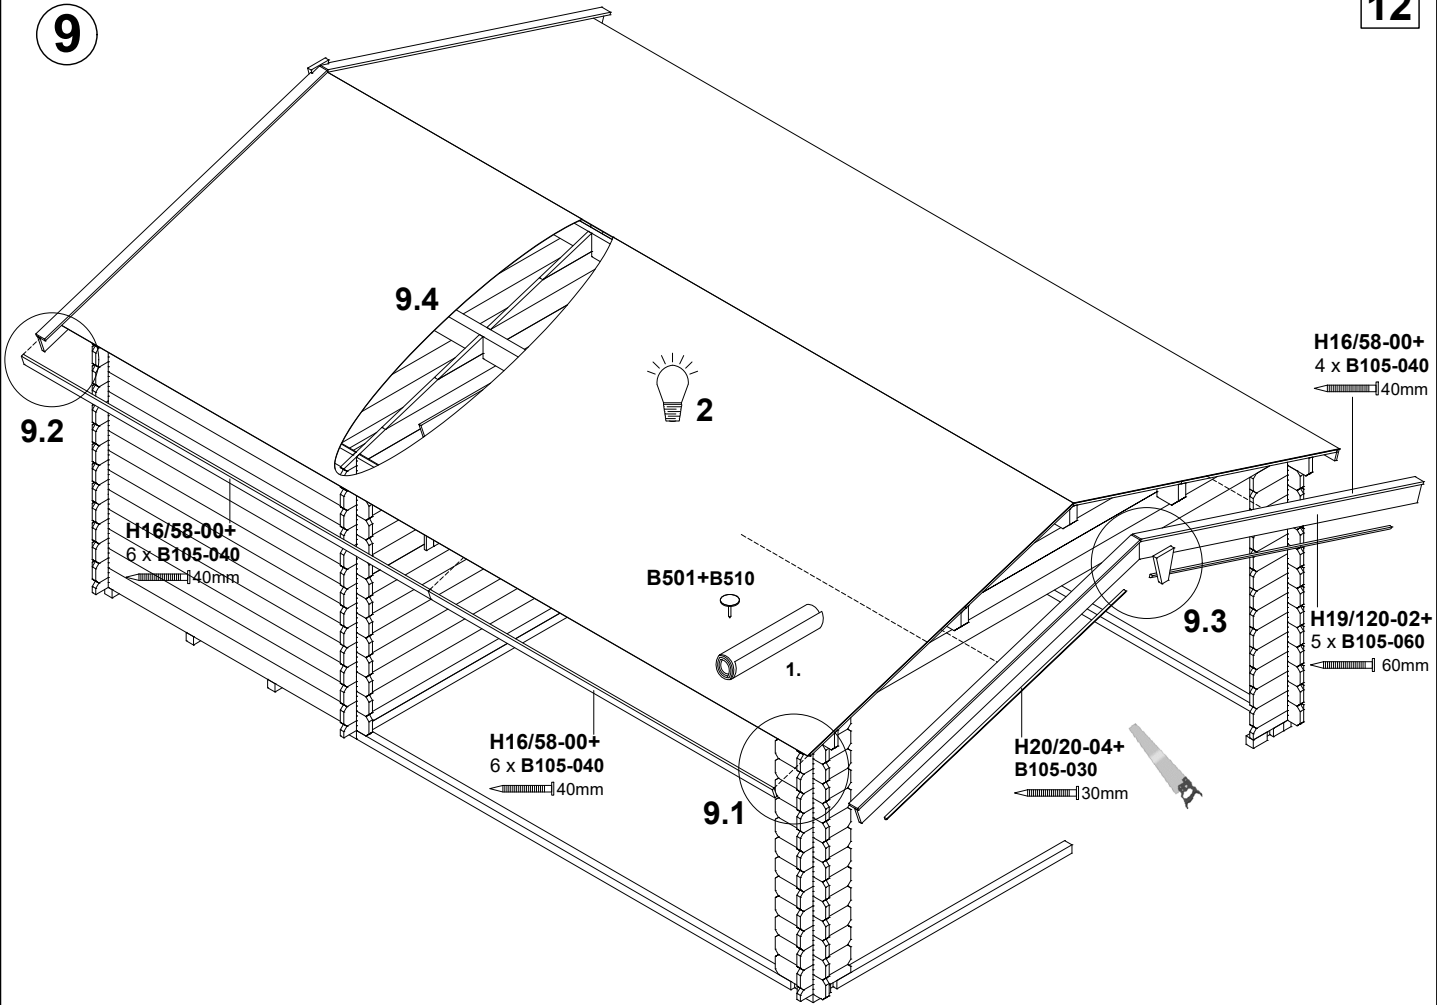 9
12
9.4
2
H16/58-00+
4 x B105-040
40mm
9.2
H16/58-00+
6 x B105-040
40mm
B501+B510
1.
9.3
H19/120-02+
5 x B105-060
60mm
H16/58-00+
6 x B105-040
40mm
H20/20-04+
B105-030
30mm
9.1